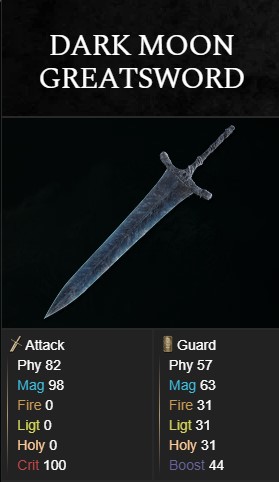 DARK MOON
GREATSWORD
Attack
Phy 82
Mag 98
Fire 0
Ligt 0
Holy 0
Crit 100
Guard
Phy 57
Mag 63
Fire 31
Ligt 31
Holy 31
Boost 44